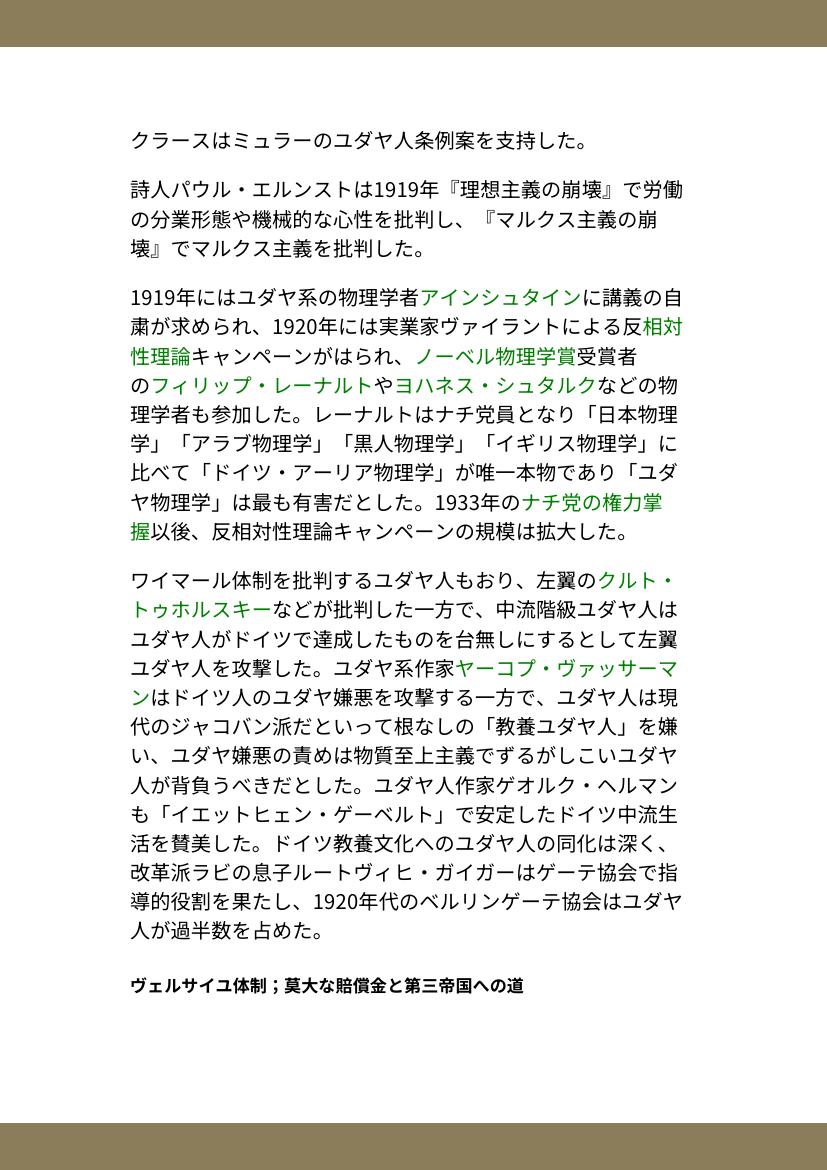 クラースはミュラーのユダヤ人条例案を支持した。
詩人パウル・エルンストは1919年『理想主義の崩壊』で労働
の分業形態や機械的な心性を批判し、『マルクス主義の崩
壊』でマルクス主義を批判した。
1919年にはユダヤ系の物理学者アインシュタインに講義の自
粛が求められ、1920年には実業家ヴァイラントによる反相対
性理論キャンペーンがはられ、ノーベル物理学賞受賞者
のフィリップ・レーナルトやヨハネス・シュタルクなどの物
理学者も参加した。レーナルトはナチ党員となり「日本物理
学」「アラブ物理学」「黒人物理学」「イギリス物理学」に
比べて「ドイツ・アーリア物理学」が唯一本物であり「ユダ
ヤ物理学」は最も有害だとした。1933年のナチ党の権力掌
握以後、反相対性理論キャンペーンの規模は拡大した。
ワイマール体制を批判するユダヤ人もおり、左翼のクルト・
トゥホルスキーなどが批判した一方で、中流階級ユダヤ人は
ユダヤ人がドイツで達成したものを台無しにするとして左翼
ユダヤ人を攻撃した。ユダヤ系作家ヤーコプ・ヴァッサーマ
ンはドイツ人のユダヤ嫌悪を攻撃する一方で、ユダヤ人は現
代のジャコバン派だといって根なしの「教養ユダヤ人」を嫌
い、ユダヤ嫌悪の責めは物質至上主義でずるがしこいユダヤ
人が背負うべきだとした。ユダヤ人作家ゲオルク・ヘルマン
も「イエットヒェン・ゲーベルト」で安定したドイツ中流生
活を賛美した。ドイツ教養文化へのユダヤ人の同化は深く、
改革派ラビの息子ルートヴィヒ・ガイガーはゲーテ協会で指
導的役割を果たし、1920年代のベルリンゲーテ協会はユダヤ
人が過半数を占めた。
ヴェルサイユ体制；莫大な賠償金と第三帝国への道